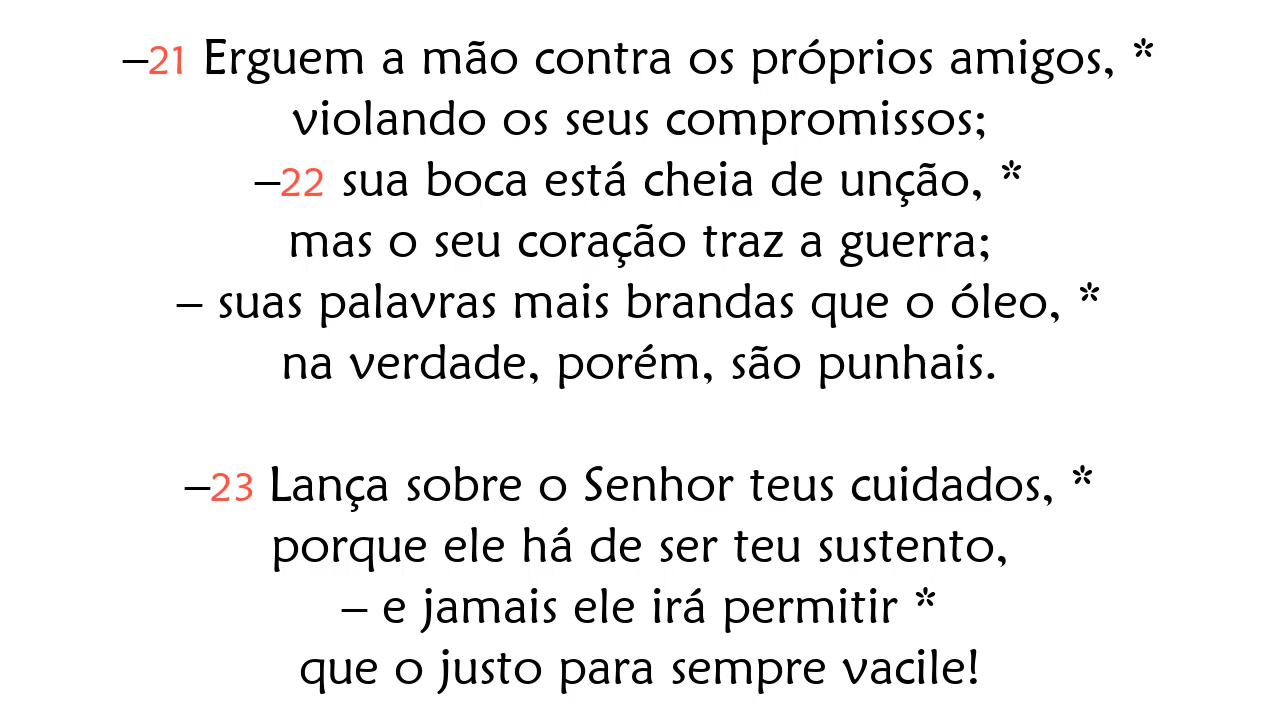 –21 Erguem a mão contra os próprios amigos, *
violando os seus compromissos;
–22 sua boca está cheia de unção, *
mas o seu coração traz a guerra;
– suas palavras mais brandas que o óleo, *
na verdade, porém, são punhais.
–23 Lança sobre o Senhor teus cuidados, *
porque ele há de ser teu sustento,
– e jamais ele irá permitir *
que o justo para sempre vacile!